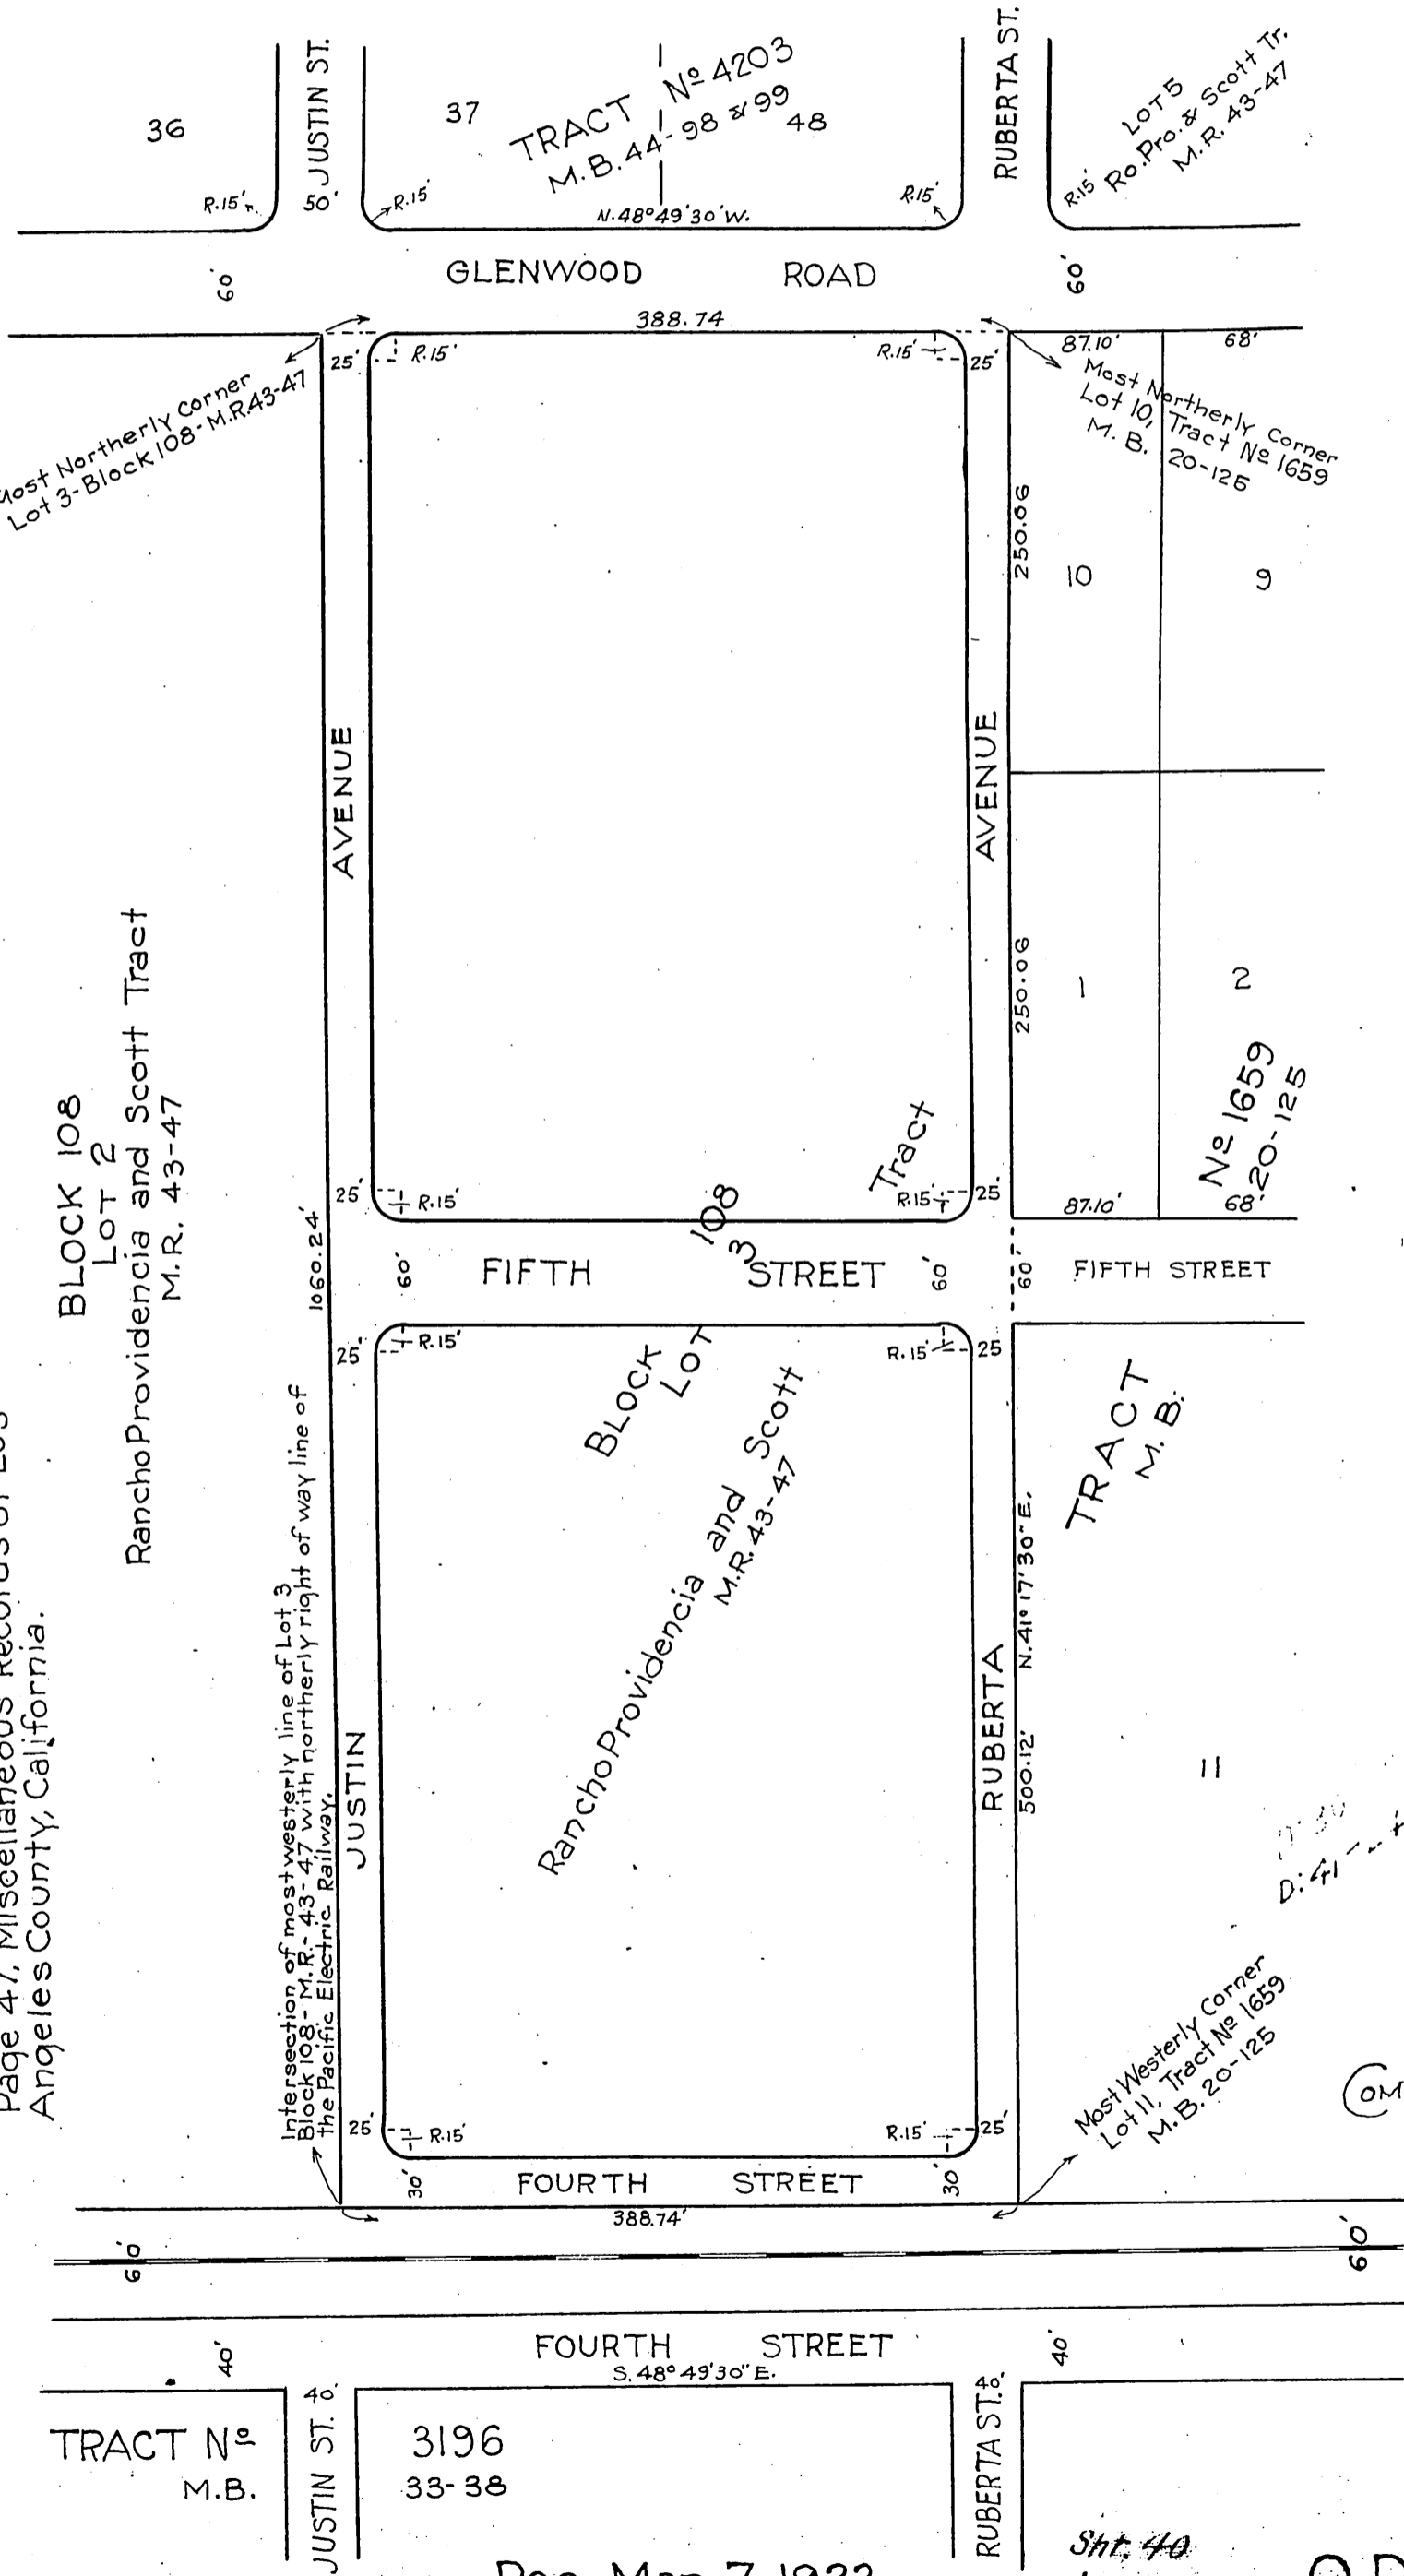 JUSTIN ST.
50'
RUBERTA ST.
36
37
TRACT Nº 4203
M.B. 44-98 & 99
48
LOT 5
Ro. Pro. & Scott Tr.
M.R. 43-47
R.15'
R.15'
R.15'
R.15'
N.48°49'30"W.
60'
GLENWOOD ROAD
60'
388.74
25'
R.15'
R.15'
25'
87.10'
68'
Most Northerly Corner
Lot 3-Block 108-M.R.43-47
Most Northerly Corner
Lot 10, Tract Nº 1659
M.B. 20-125
250.06
10
9
AVENUE
AVENUE
250.06
1
2
BLOCK 108
LOT 2
Rancho Providencia and Scott Tract
M.R. 43-47
Nº 1659
20-125
25'
R.15'
R.15'
25'
87.10'
68'
1060.24'
60'
FIFTH STREET
60'
60'
FIFTH STREET
25'
R.15'
R.15'
25
BLOCK 108
LOT 3
Rancho Providencia and Scott Tract
M.R. 43-47
TRACT
M.B.
N.41°17'30"E.
500.12'
11
Page 47, Miscellaneous Records of Los
Angeles County, California.
Intersection of most westerly line of Lot 3
Block 108-M.R.-43-47 with northerly right of way line of
the Pacific Electric Railway.
JUSTIN
RUBERTA
D:41
Most Westerly Corner
Lot 11, Tract Nº 1659
M.B. 20-125
COM
25'
R.15'
R.15'
25'
30'
FOURTH STREET
30'
388.74'
60'
60'
40'
FOURTH STREET
40'
S.48°49'30"E.
40'
40'
TRACT Nº 3196
M.B. 33-38
JUSTIN ST.
RUBERTA ST.
Sht. 40